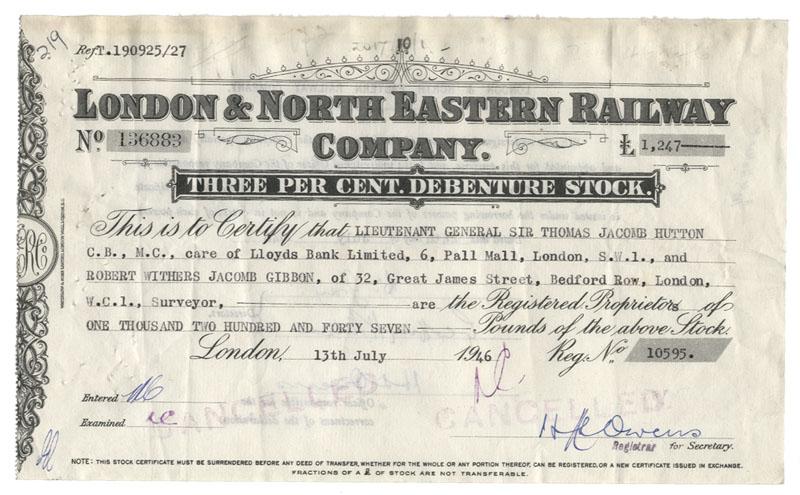 219
Ref T.190925/27
LONDON & NORTH EASTERN RAILWAY
COMPANY.
No 136883
£ 1,247
THREE PER CENT. DEBENTURE STOCK.
This is to Certify that LIEUTENANT GENERAL SIR THOMAS JACOMB HUTTON
C.B., M.C., care of Lloyds Bank Limited, 6, Pall Mall, London, S.W.1., and
ROBERT WITHERS JACOMB GIBBON, of 32, Great James Street, Bedford Row, London,
W.C.1., Surveyor, are the Registered Proprietors of
ONE THOUSAND TWO HUNDRED AND FORTY SEVEN Pounds of the above Stock.
London, 13th July 1946 Reg. No 10595.
CANCELLED
CANCELLED
Entered
Examined
Registrar for Secretary.
NOTE: THIS STOCK CERTIFICATE MUST BE SURRENDERED BEFORE ANY DEED OF TRANSFER, WHETHER FOR THE WHOLE OR ANY PORTION THEREOF, CAN BE REGISTERED, OR A NEW CERTIFICATE ISSUED IN EXCHANGE.
FRACTIONS OF A £ OF STOCK ARE NOT TRANSFERABLE.